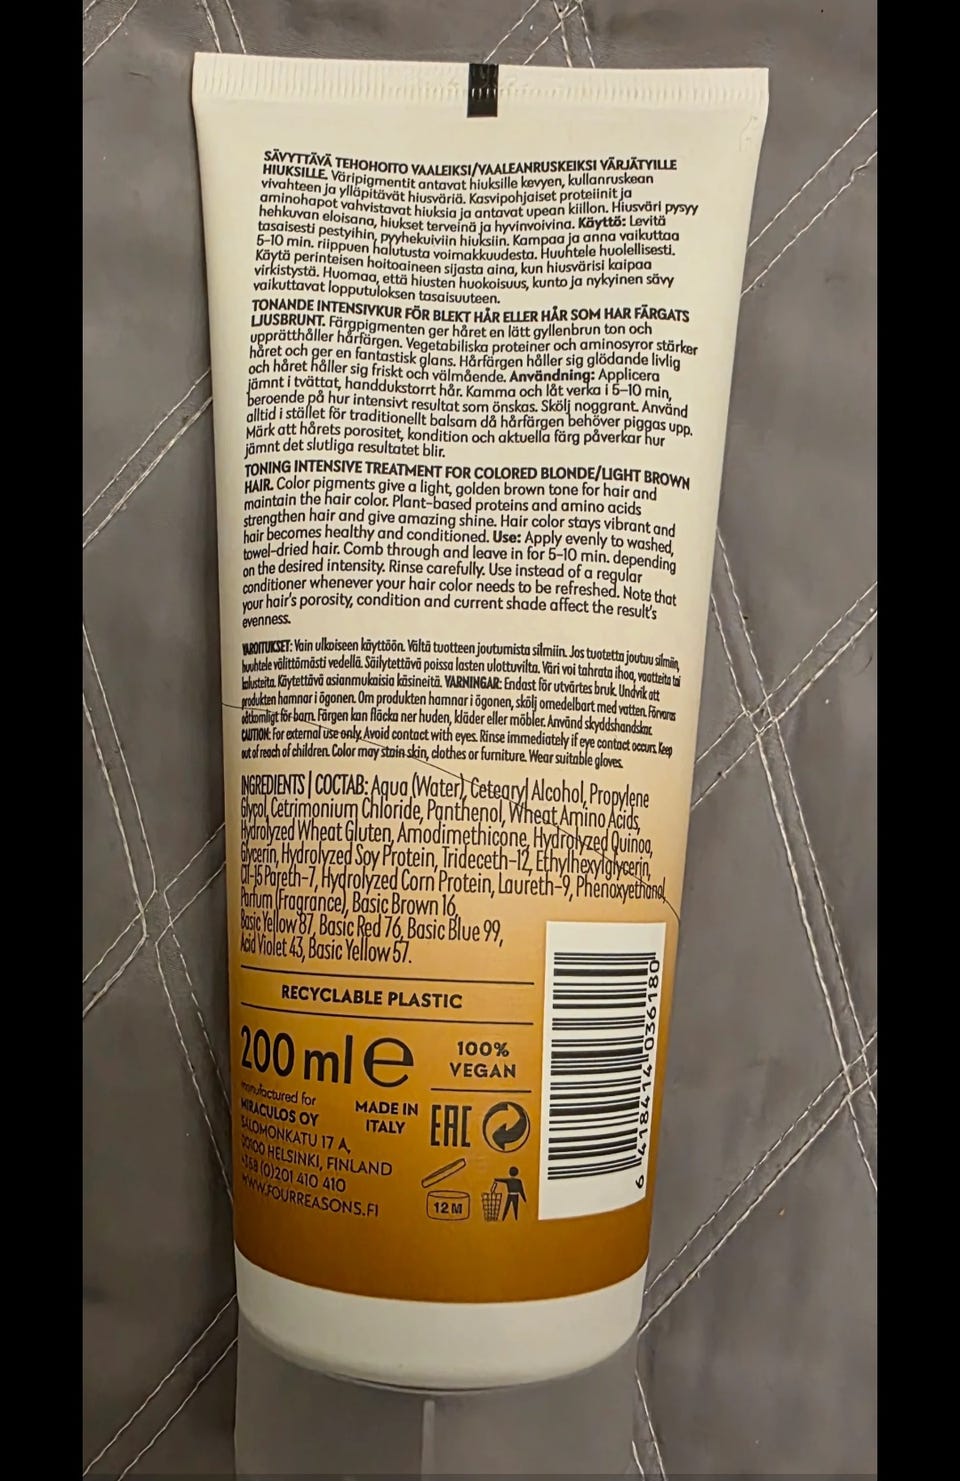 SÄVYTTÄVÄ TEHOHOITO VAALEIKSI/VAALEANRUSKEIKSI VÄRJÄTYILLE
HIUKSILLE. Väripigmentit antavat hiuksille kevyen, kullanruskean
vivahteen ja ylläpitävät hiusväriä. Kasvipohjaiset proteiinit ja
aminohapot vahvistavat hiuksia ja antavat upean kiillon. Hiusväri pysyy
hehkuvan eloisana, hiukset terveinä ja hyvinvoivina. Käyttö: Levitä
tasaisesti pestyihin, pyyhekuiviin hiuksiin. Kampaa ja anna vaikuttaa
5-10 min. riippuen halutusta voimakkuudesta. Huuhtele huolellisesti.
Käytä perinteisen hoitoaineen sijasta aina, kun hiusvärisi kaipaa
virkistystä. Huomaa, että hiusten huokoisuus, kunto ja nykyinen sävy
vaikuttavat lopputuloksen tasaisuuteen.
TONANDE INTENSIVKUR FÖR BLEKT HÅR ELLER HÅR SOM HAR FÄRGATS
LJUSBRUNT. Färgpigmenten ger håret en lätt gyllenbrun ton och
upprätthåller hårfärgen. Vegetabiliska proteiner och aminosyror stärker
håret och ger en fantastisk glans. Hårfärgen håller sig glödande livlig
och håret håller sig friskt och välmående. Användning: Applicera
jämnt i tvättat, handdukstorrt hår. Kamma och låt verka i 5-10 min,
beroende på hur intensivt resultat som önskas. Skölj noggrant. Använd
alltid i stället för traditionellt balsam då hårfärgen behöver piggas upp.
Märk att hårets porositet, kondition och aktuella färg påverkar hur
jämnt det slutliga resultatet blir.
TONING INTENSIVE TREATMENT FOR COLORED BLONDE/LIGHT BROWN
HAIR. Color pigments give a light, golden brown tone for hair and
maintain the hair color. Plant-based proteins and amino acids
strengthen hair and give amazing shine. Hair color stays vibrant and
hair becomes healthy and conditioned. Use: Apply evenly to washed,
towel-dried hair. Comb through and leave in for 5-10 min. depending
on the desired intensity. Rinse carefully. Use instead of a regular
conditioner whenever your hair color needs to be refreshed. Note that
your hair's porosity, condition and current shade affect the result's
evenness.
VAROITUKSET: Vain ulkoiseen käyttöön. Vältä tuotteen joutumista silmiin. Jos tuotetta joutuu silmiin,
huuhtele välittömästi vedellä. Säilytettävä poissa lasten ulottuvilta. Väri voi tahrata ihoa, vaatteita tai
kalusteita. Käytettävä asianmukaisia käsineitä. VARNINGAR: Endast för utvärtes bruk. Undvik att
produkten hamnar i ögonen. Om produkten hamnar i ögonen, skölj omedelbart med vatten. Förvaras
oåtkomligt för barn. Färgen kan fläcka ner huden, kläder eller möbler. Använd skyddshandskar.
CAUTION: For external use only. Avoid contact with eyes. Rinse immediately if eye contact occurs. Keep
out of reach of children. Color may stain skin, clothes or furniture. Wear suitable gloves.
INGREDIENTS | СОСТАВ: Aqua (Water), Cetearyl Alcohol, Propylene
Glycol, Cetrimonium Chloride, Panthenol, Wheat Amino Acids,
Hydrolyzed Wheat Gluten, Amodimethicone, Hydrolyzed Quinoa,
Glycerin, Hydrolyzed Soy Protein, Trideceth-12, Ethylhexylglycerin,
C11-15 Pareth-7, Hydrolyzed Corn Protein, Laureth-9, Phenoxyethanol,
Parfum (Fragrance), Basic Brown 16,
Basic Yellow 87, Basic Red 76, Basic Blue 99,
Acid Violet 43, Basic Yellow 57.
RECYCLABLE PLASTIC
200 ml e
100%
VEGAN
manufactured for
MIRACULOS OY
SALOMONKATU 17 A,
00100 HELSINKI, FINLAND
+358 (0)201 410 410
WWW.FOURREASONS.FI
MADE IN
ITALY
EAC
12 M
6 418414 036180